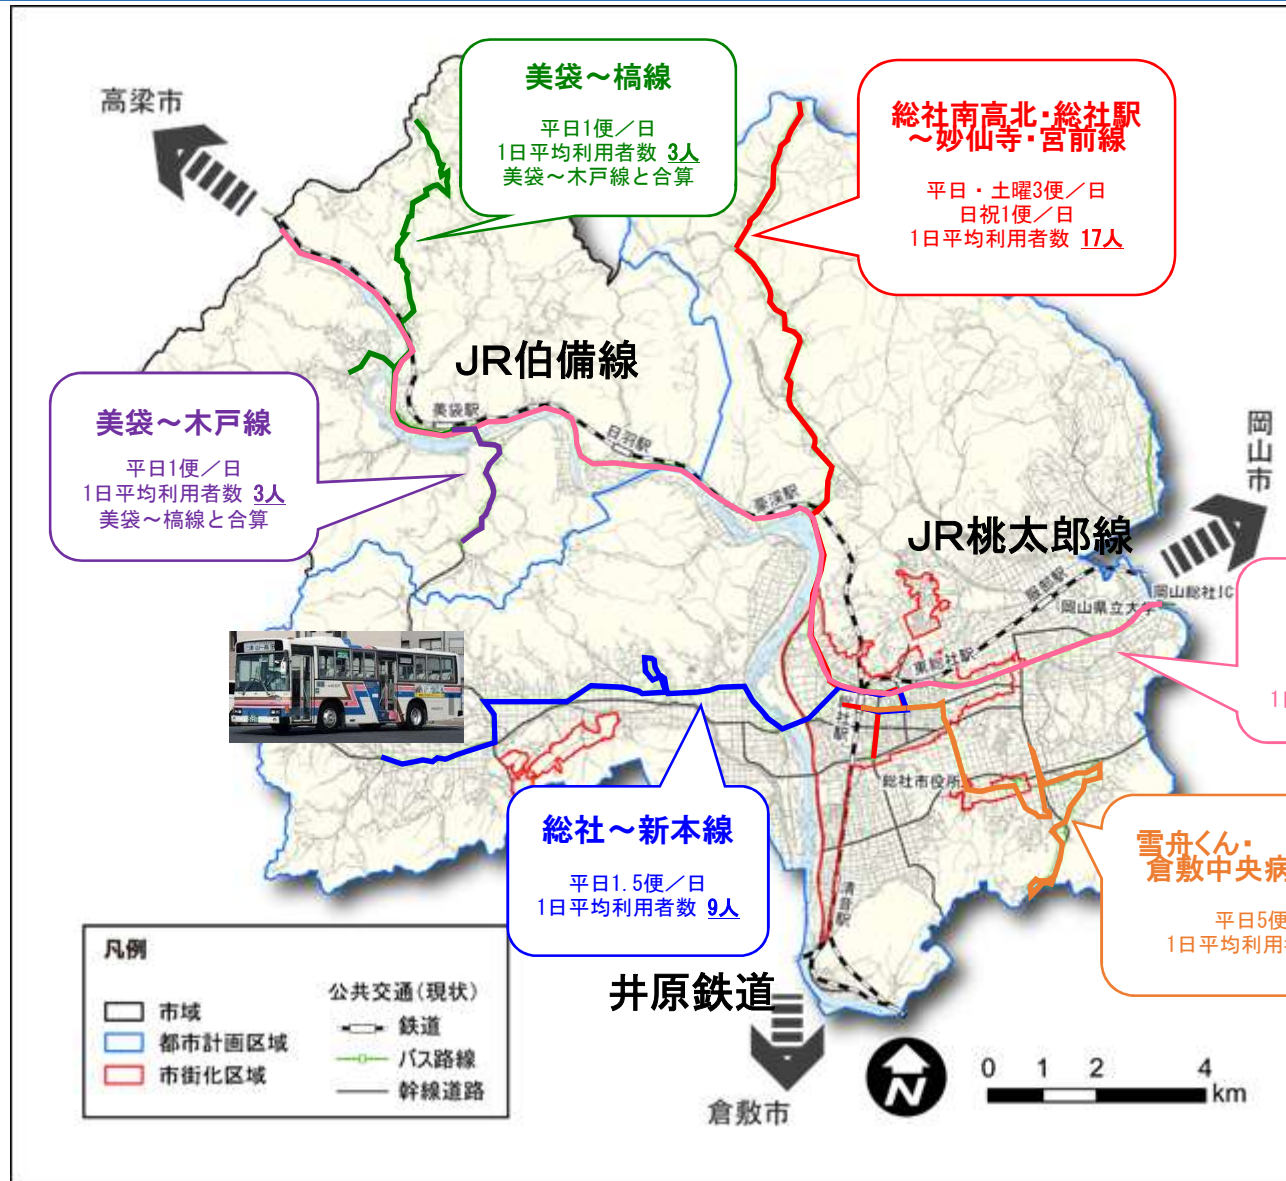 高梁市
美袋～槁線
平日1便／日
1日平均利用者数 3人
美袋～木戸線と合算
総社南高北・総社駅
～妙仙寺・宮前線
平日・土曜3便／日
日祝1便／日
1日平均利用者数 17人
JR伯備線
美袋～木戸線
平日1便／日
1日平均利用者数 3人
美袋～槁線と合算
美袋駅
日羽駅
豪渓駅
岡山市
JR桃太郎線
服部駅
岡山総社IC
岡山県立大学
東総社駅
総社駅
1日
総社市役所
総社～新本線
平日1.5便／日
1日平均利用者数 9人
雪舟くん・
倉敷中央病
平日5便
1日平均利用者
清音駅
井原鉄道
倉敷市
凡例
市域
都市計画区域
市街化区域
公共交通(現状)
鉄道
バス路線
幹線道路
N
0 1 2 4
km